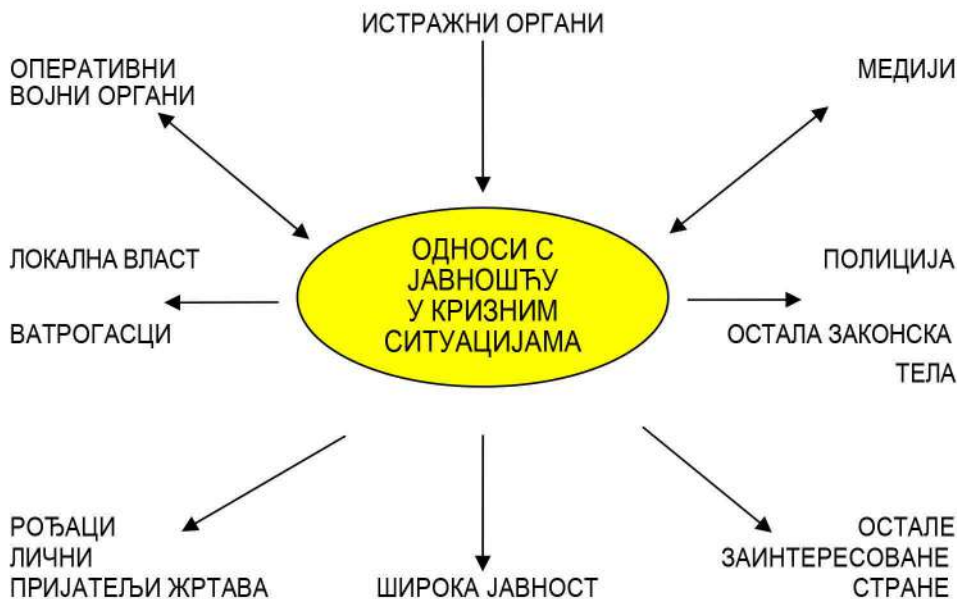 ИСТРАЖНИ ОРГАНИ
ОПЕРАТИВНИ
ВОЈНИ ОРГАНИ
МЕДИЈИ
ОДНОСИ С
ЈАВНОШЋУ
У КРИЗНИМ
СИТУАЦИЈАМА
ЛОКАЛНА ВЛАСТ
ВАТРОГАСЦИ
ПОЛИЦИЈА
ОСТАЛА ЗАКОНСКА
ТЕЛА
РОЂАЦИ
ЛИЧНИ
ПРИЈАТЕЉИ ЖРТАВА
ШИРОКА ЈАВНОСТ
ОСТАЛЕ
ЗАИНТЕРЕСОВАНЕ
СТРАНЕ